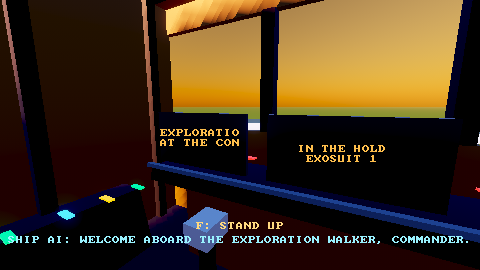 EXPLORATIO
AT THE CON
IN THE HOLD
EXOSUIT 1
F: STAND UP
SHIP AI: WELCOME ABOARD THE EXPLORATION WALKER, COMMANDER.